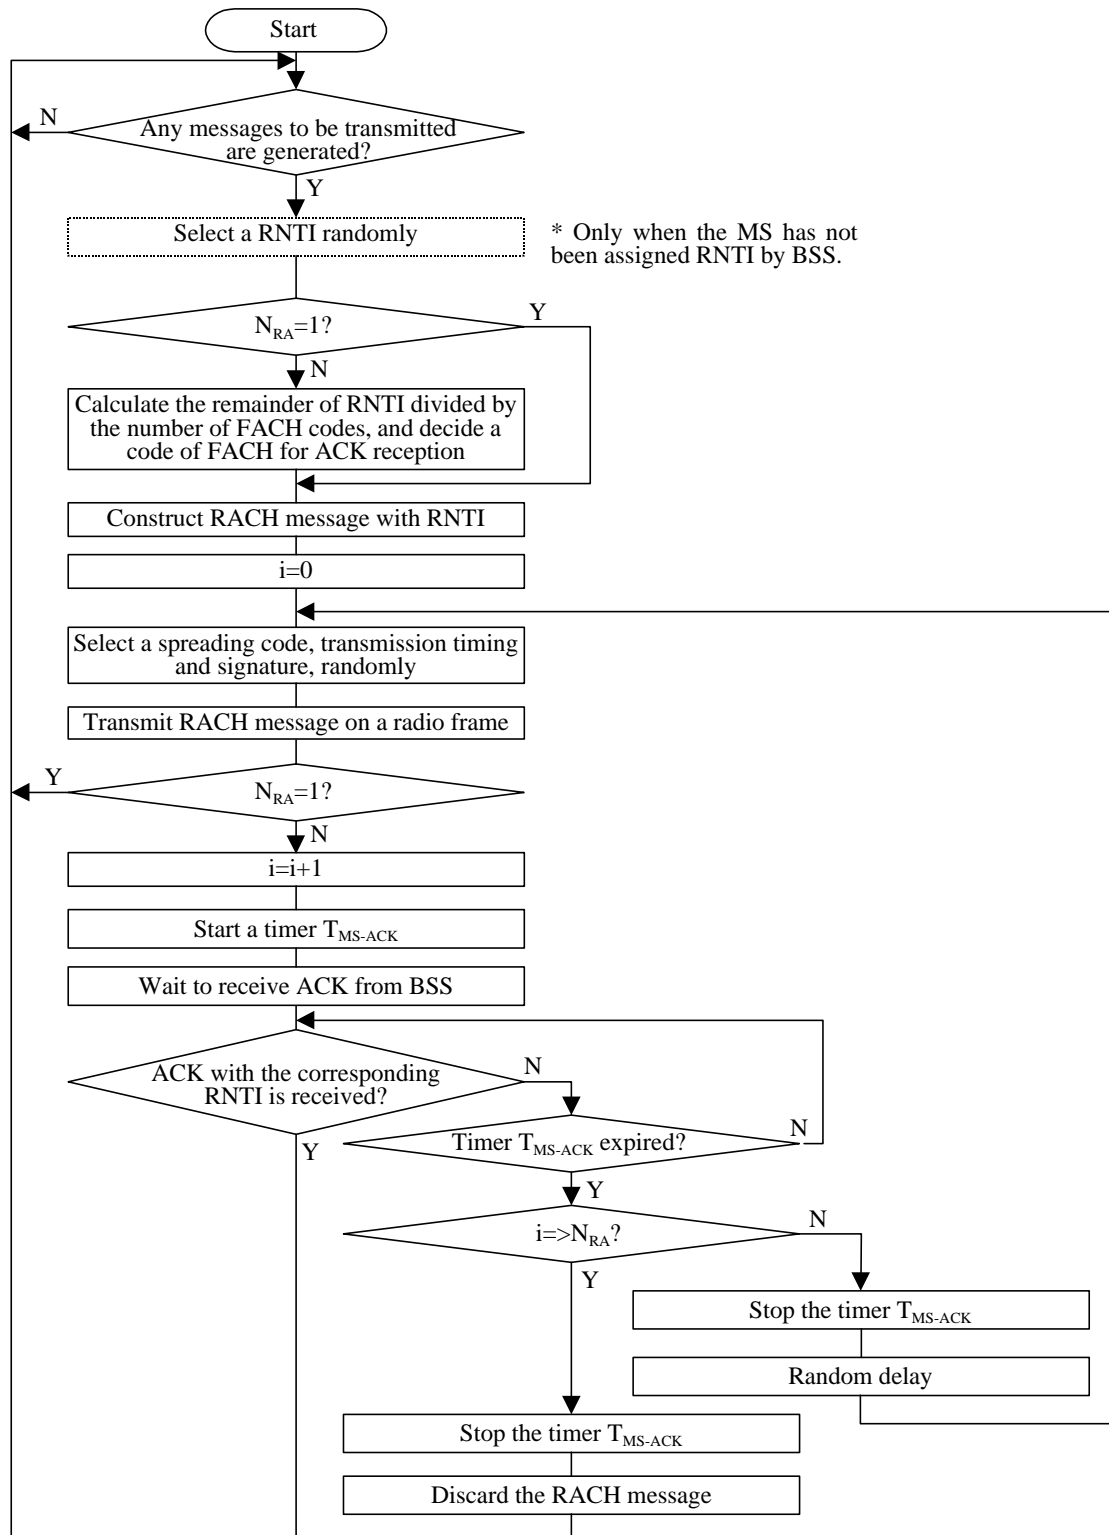 Start
N
Any messages to be transmitted
are generated?
Y
Select a RNTI randomly
* Only when the MS has not
been assigned RNTI by BSS.
N_RA=1?
Y
N
Calculate the remainder of RNTI divided by
the number of FACH codes, and decide a
code of FACH for ACK reception
Construct RACH message with RNTI
i=0
Select a spreading code, transmission timing
and signature, randomly
Transmit RACH message on a radio frame
Y
N_RA=1?
N
i=i+1
Start a timer T_MS-ACK
Wait to receive ACK from BSS
ACK with the corresponding
RNTI is received?
N
Y
Timer T_MS-ACK expired?
N
Y
i=>N_RA?
N
Y
Stop the timer T_MS-ACK
Random delay
Stop the timer T_MS-ACK
Discard the RACH message